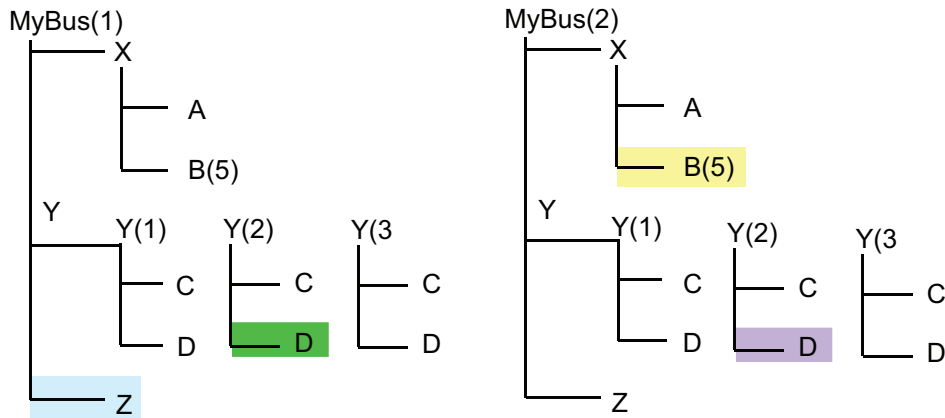 MyBus(1)
X
A
B(5)
Y
Y(1)
Y(2)
Y(3
C
C
C
D
D
D
Z
MyBus(2)
X
A
B(5)
Y
Y(1)
Y(2)
Y(3
C
C
C
D
D
D
Z